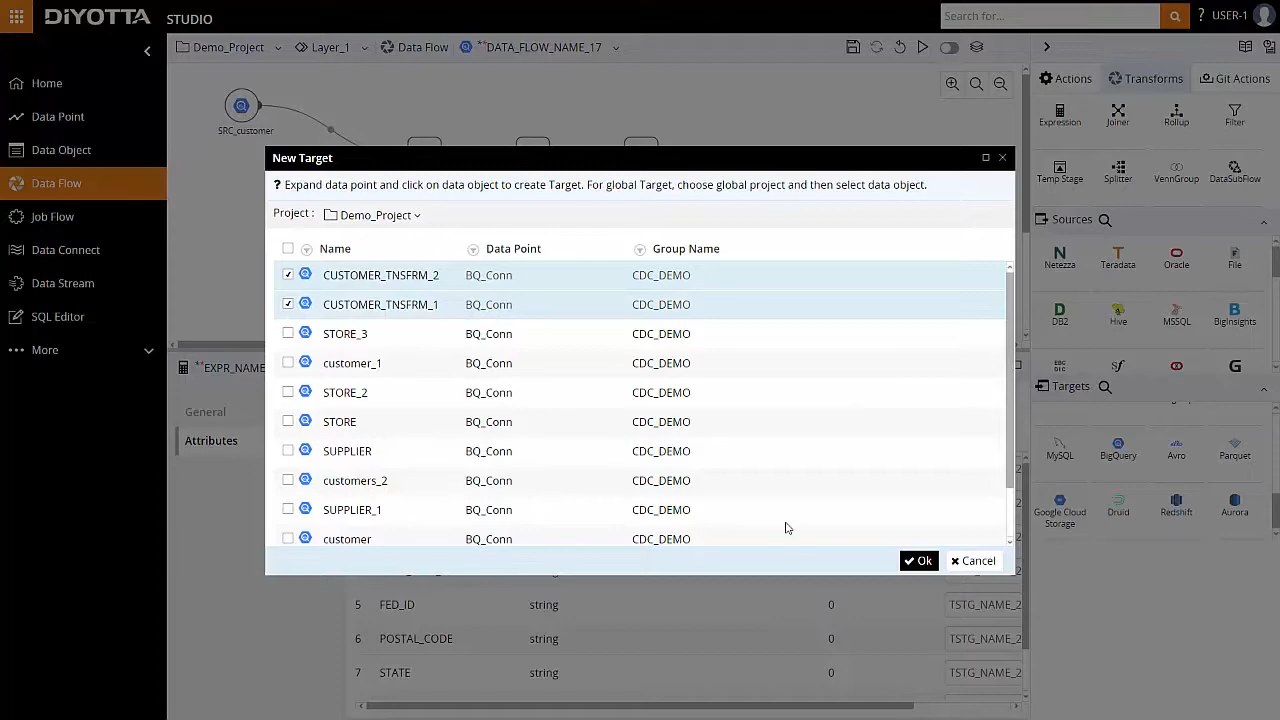 DIYOTTA STUDIO
Search for...
? USER-1
Home
Data Point
Data Object
Data Flow
Job Flow
Data Connect
Data Stream
SQL Editor
More
Demo_Project
Layer_1
Data Flow
**DATA_FLOW_NAME_17
SRC_customer
New Target
? Expand data point and click on data object to create Target. For global Target, choose global project and then select data object.
Project : Demo_Project
Name Data Point Group Name
CUSTOMER_TNSFRM_2 BQ_Conn CDC_DEMO
CUSTOMER_TNSFRM_1 BQ_Conn CDC_DEMO
STORE_3 BQ_Conn CDC_DEMO
customer_1 BQ_Conn CDC_DEMO
STORE_2 BQ_Conn CDC_DEMO
STORE BQ_Conn CDC_DEMO
SUPPLIER BQ_Conn CDC_DEMO
customers_2 BQ_Conn CDC_DEMO
SUPPLIER_1 BQ_Conn CDC_DEMO
customer BQ_Conn CDC_DEMO
Ok Cancel
**EXPR_NAME
General
Attributes
5 FED_ID string 0 TSTG_NAME_2
6 POSTAL_CODE string 0 TSTG_NAME_2
7 STATE string 0 TSTG_NAME_2
Actions Transforms Git Actions
Expression Joiner Rollup Filter
Temp Stage Splitter VennGroup DataSubFlow
Sources
Netezza Teradata Oracle File
DB2 Hive MSSQL BigInsights
Targets
MySQL BigQuery Avro Parquet
Google Cloud Storage Druid Redshift Aurora